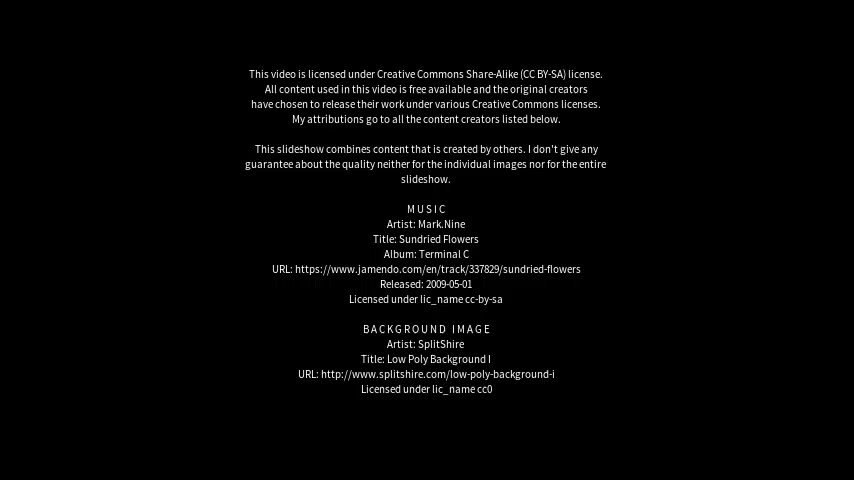 This video is licensed under Creative Commons Share-Alike (CC BY-SA) license.
All content used in this video is free available and the original creators
have chosen to release their work under various Creative Commons licenses.
My attributions go to all the content creators listed below.
This slideshow combines content that is created by others. I don't give any
guarantee about the quality neither for the individual images nor for the entire
slideshow.
MUSIC
Artist: Mark.Nine
Title: Sundried Flowers
Album: Terminal C
URL: https://www.jamendo.com/en/track/337829/sundried-flowers
Released: 2009-05-01
Licensed under lic_name cc-by-sa
BACKGROUND IMAGE
Artist: SplitShire
Title: Low Poly Background I
URL: http://www.splitshire.com/low-poly-background-i
Licensed under lic_name cc0